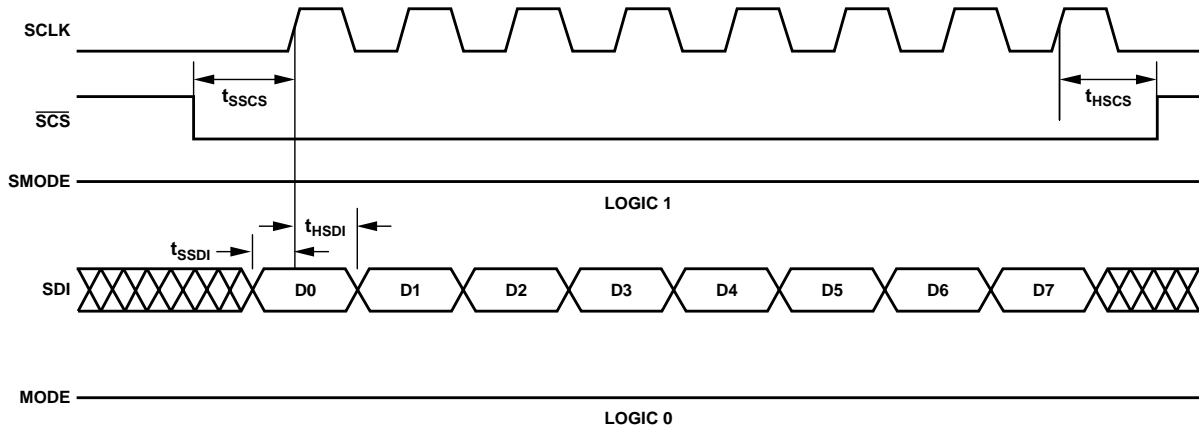 SCLK
tSSCS
tHSCS
SCS
SMODE
LOGIC 1
tHSDI
tSSDI
SDI
D0 D1 D2 D3 D4 D5 D6 D7
MODE
LOGIC 0